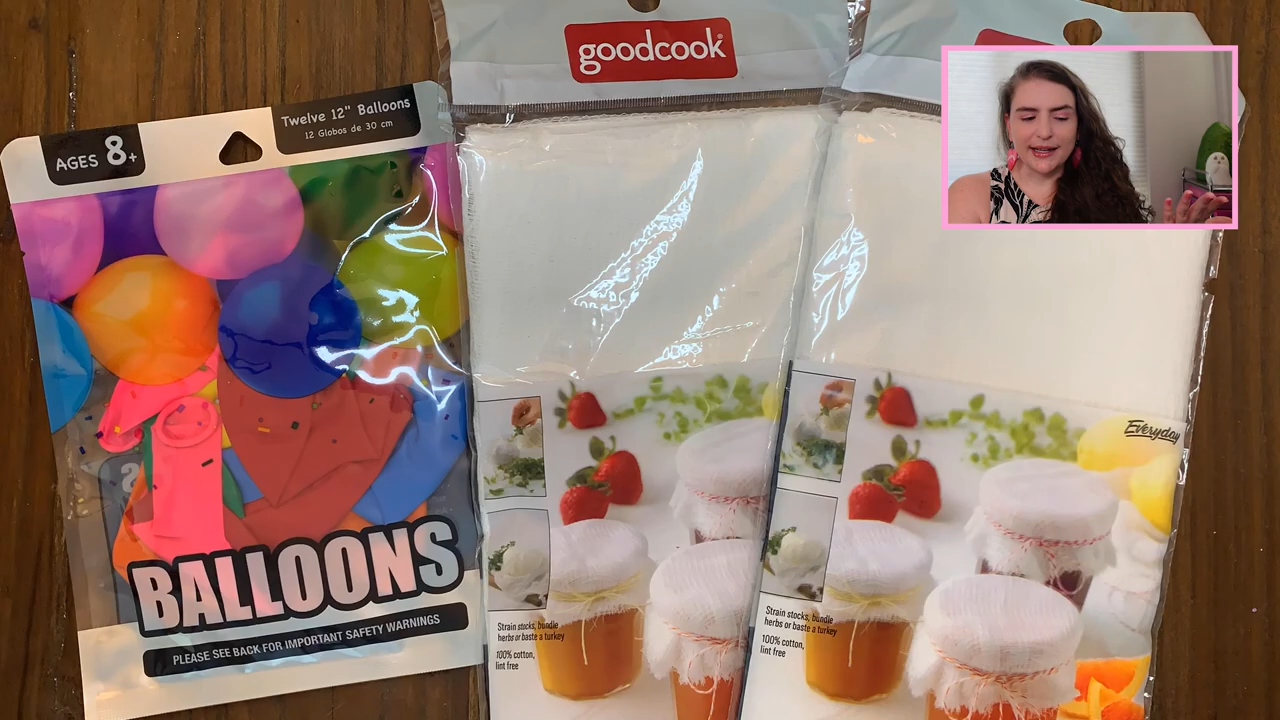 AGES 8+
Twelve 12" Balloons
12 Globos de 30 cm
BALLOONS
PLEASE SEE BACK FOR IMPORTANT SAFETY WARNINGS
goodcook
Strain stocks, bundle
herbs or baste a turkey
100% cotton,
lint free
Everyday
Strain stocks, bundle
herbs or baste a turkey
100% cotton,
lint free